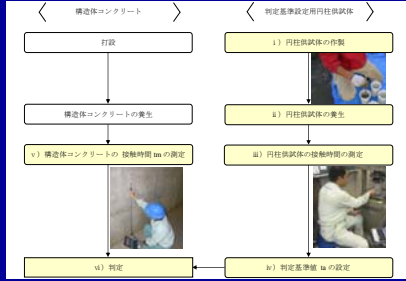 構造体コンクリート
判定基準設定用円柱供試体
打設
ⅰ）円柱供試体の作製
構造体コンクリートの養生
ⅱ）円柱供試体の養生
ⅴ）構造体コンクリートの 接触時間 tm の測定
ⅲ）円柱供試体の接触時間の測定
ⅵ）判定
ⅳ）判定基準値 ta の設定